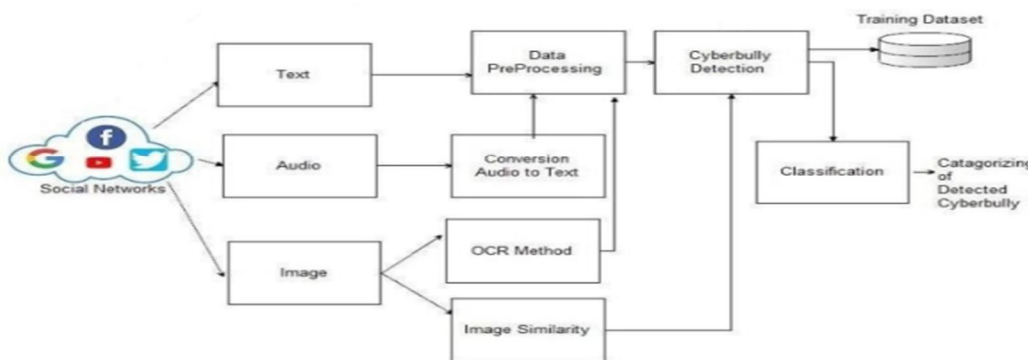 Training Dataset
Text
Data
PreProcessing
Cyberbully
Detection
Social Networks
Audio
Conversion
Audio to Text
Classification
Catagorizing
of
Detected
Cyberbully
Image
OCR Method
Image Similarity